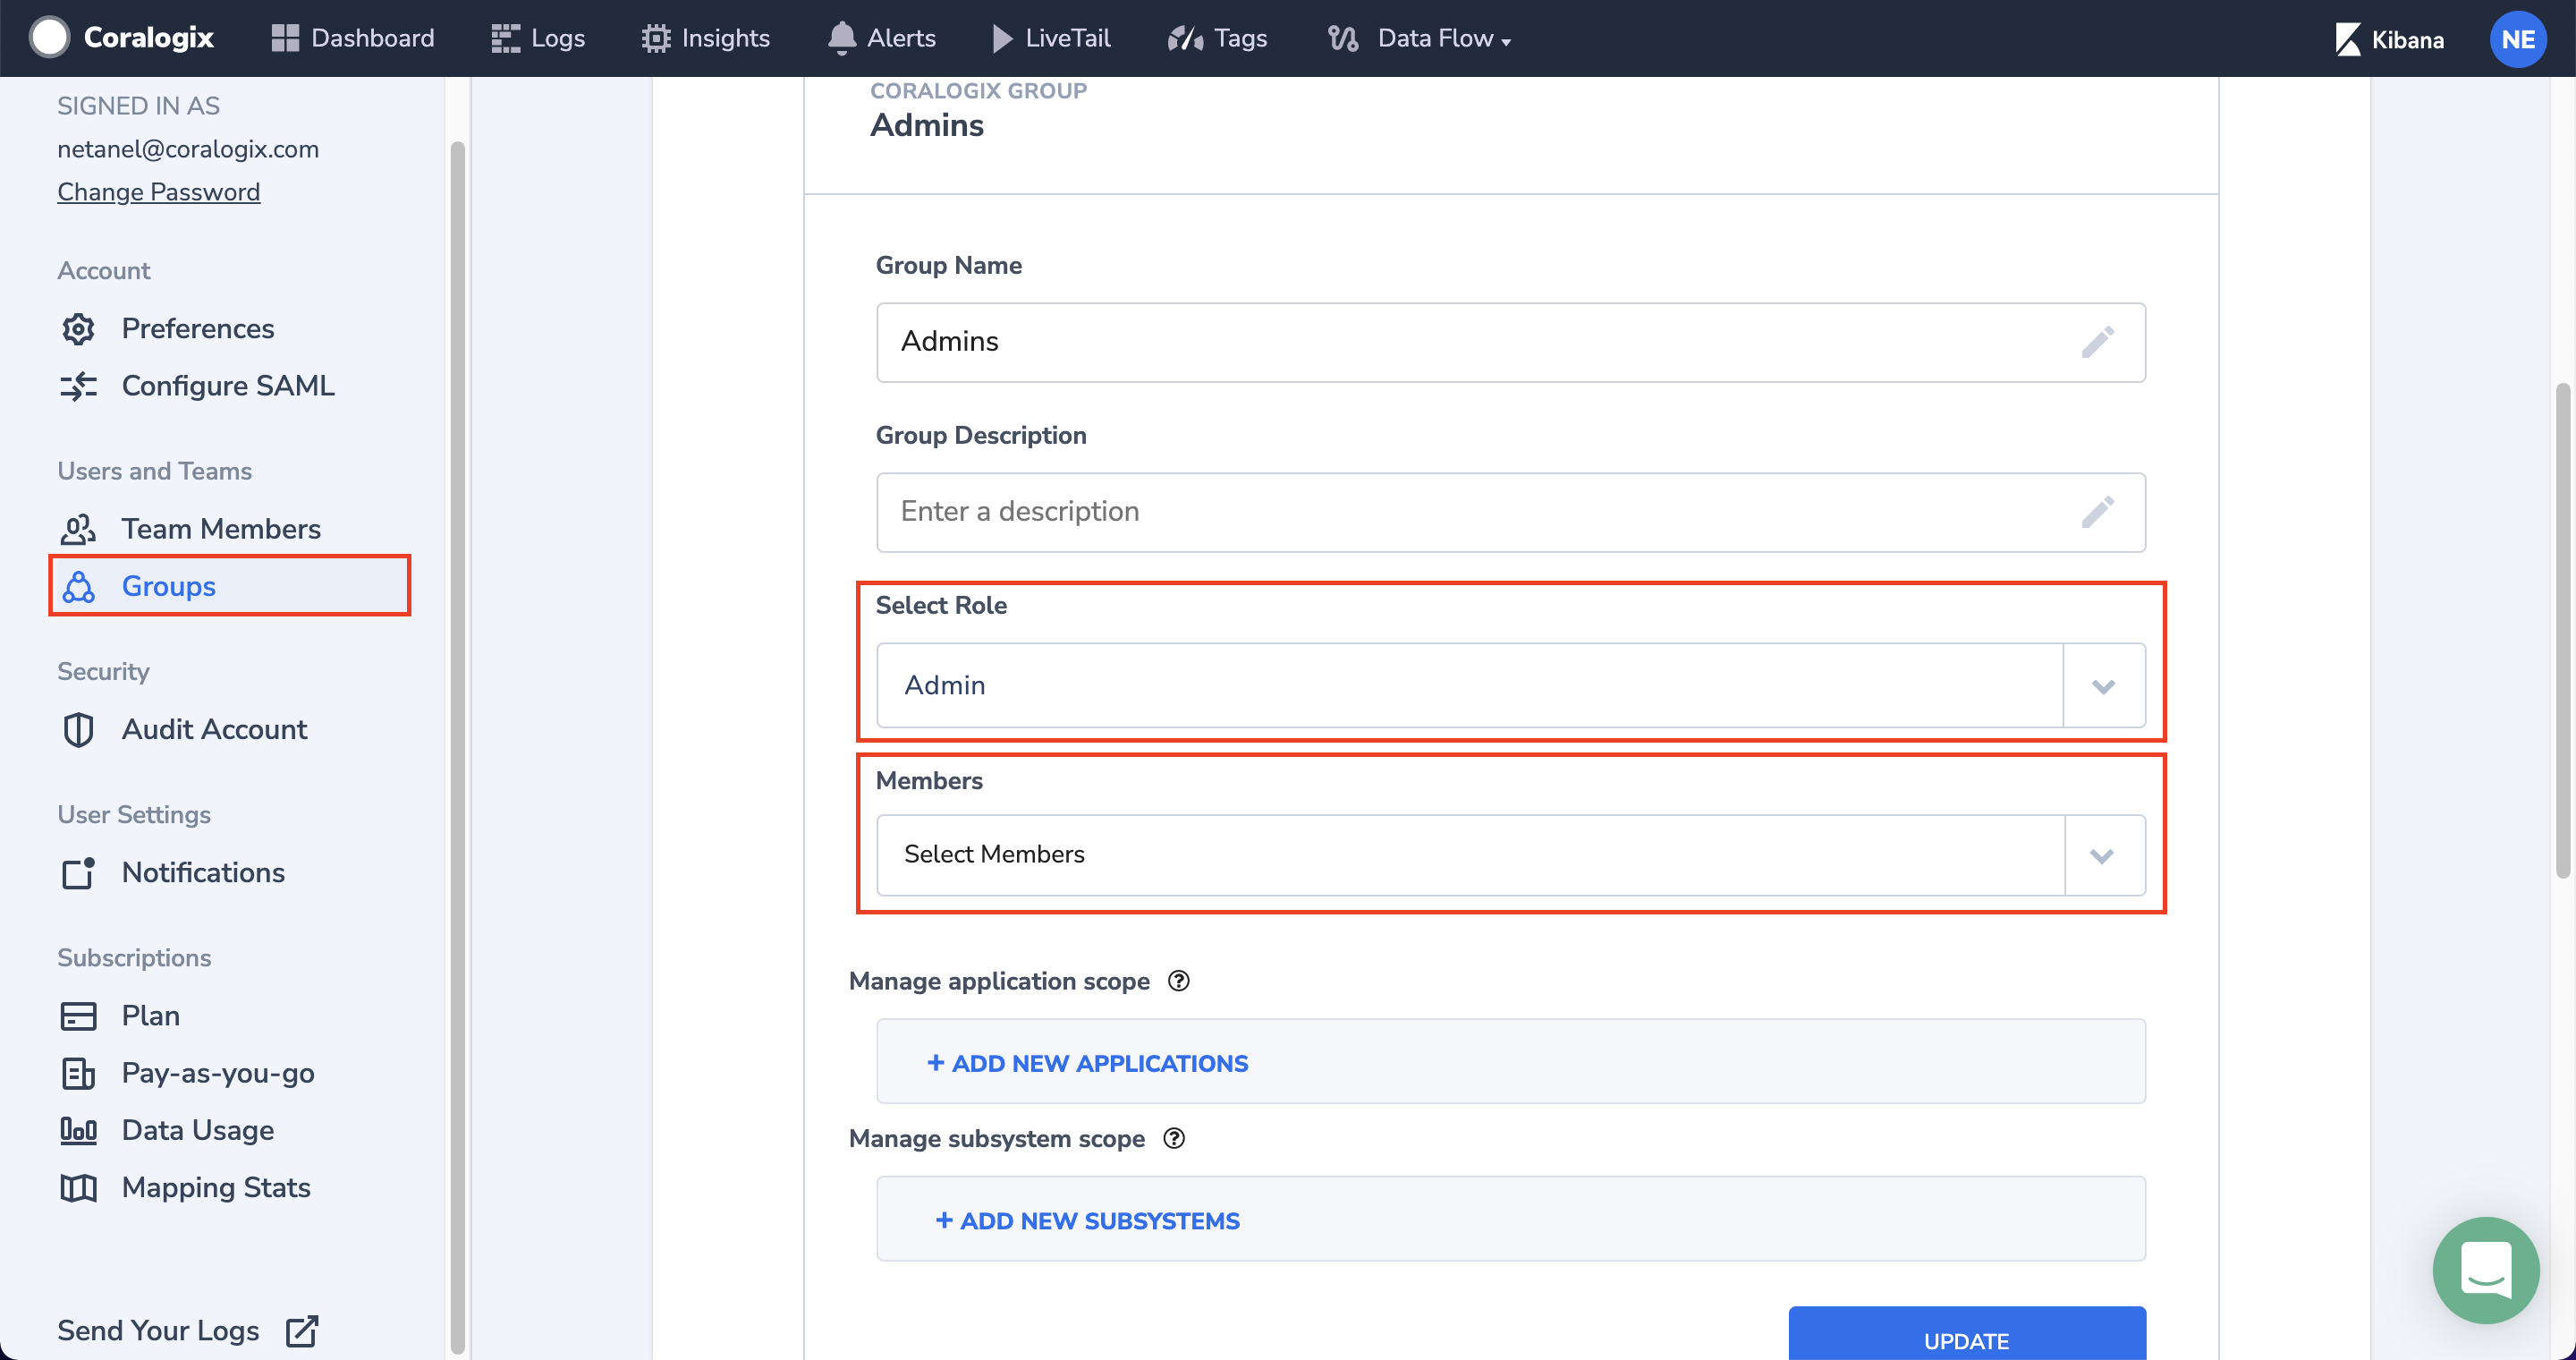 Coralogix
Dashboard
Logs
Insights
Alerts
LiveTail
Tags
Data Flow
Kibana
NE
SIGNED IN AS
netanel@coralogix.com
Change Password
Account
Preferences
Configure SAML
Users and Teams
Team Members
Groups
Security
Audit Account
User Settings
Notifications
Subscriptions
Plan
Pay-as-you-go
Data Usage
Mapping Stats
Send Your Logs
CORALOGIX GROUP
Admins
Group Name
Admins
Group Description
Enter a description
Select Role
Admin
Members
Select Members
Manage application scope ?
+ ADD NEW APPLICATIONS
Manage subsystem scope ?
+ ADD NEW SUBSYSTEMS
UPDATE